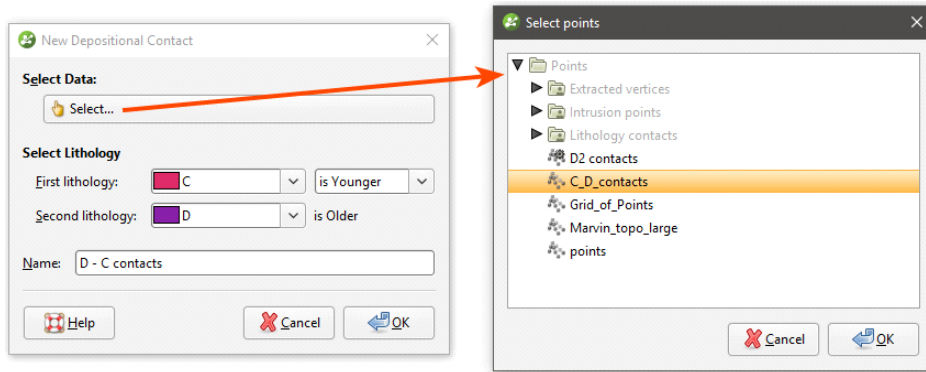 New Depositional Contact
Select Data:
Select...
Select Lithology
First lithology: C is Younger
Second lithology: D is Older
Name: D - C contacts
Help Cancel OK
Select points
Points
Extracted vertices
Intrusion points
Lithology contacts
D2 contacts
C_D_contacts
Grid_of_Points
Marvin_topo_large
points
Cancel OK